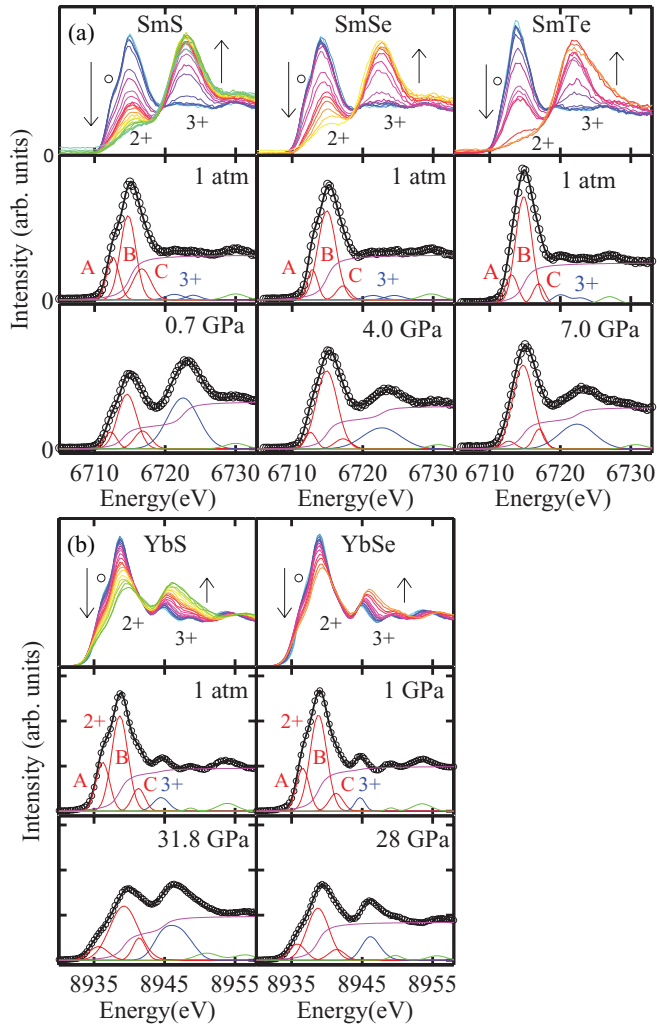 (a) SmS SmSe SmTe
2+ 3+ 2+ 3+ 2+ 3+
0
1 atm 1 atm 1 atm
A B C 3+ A B C 3+ A B C 3+
0
0.7 GPa 4.0 GPa 7.0 GPa
0
Intensity (arb. units)
6710 6720 6730 6710 6720 6730 6710 6720 6730
Energy(eV) Energy(eV) Energy(eV)
(b) YbS YbSe
2+ 3+ 2+ 3+
1 atm 1 GPa
2+ A B C 3+ A B C 3+
31.8 GPa 28 GPa
Intensity (arb. units)
8935 8945 8955 8935 8945 8955
Energy(eV) Energy(eV)